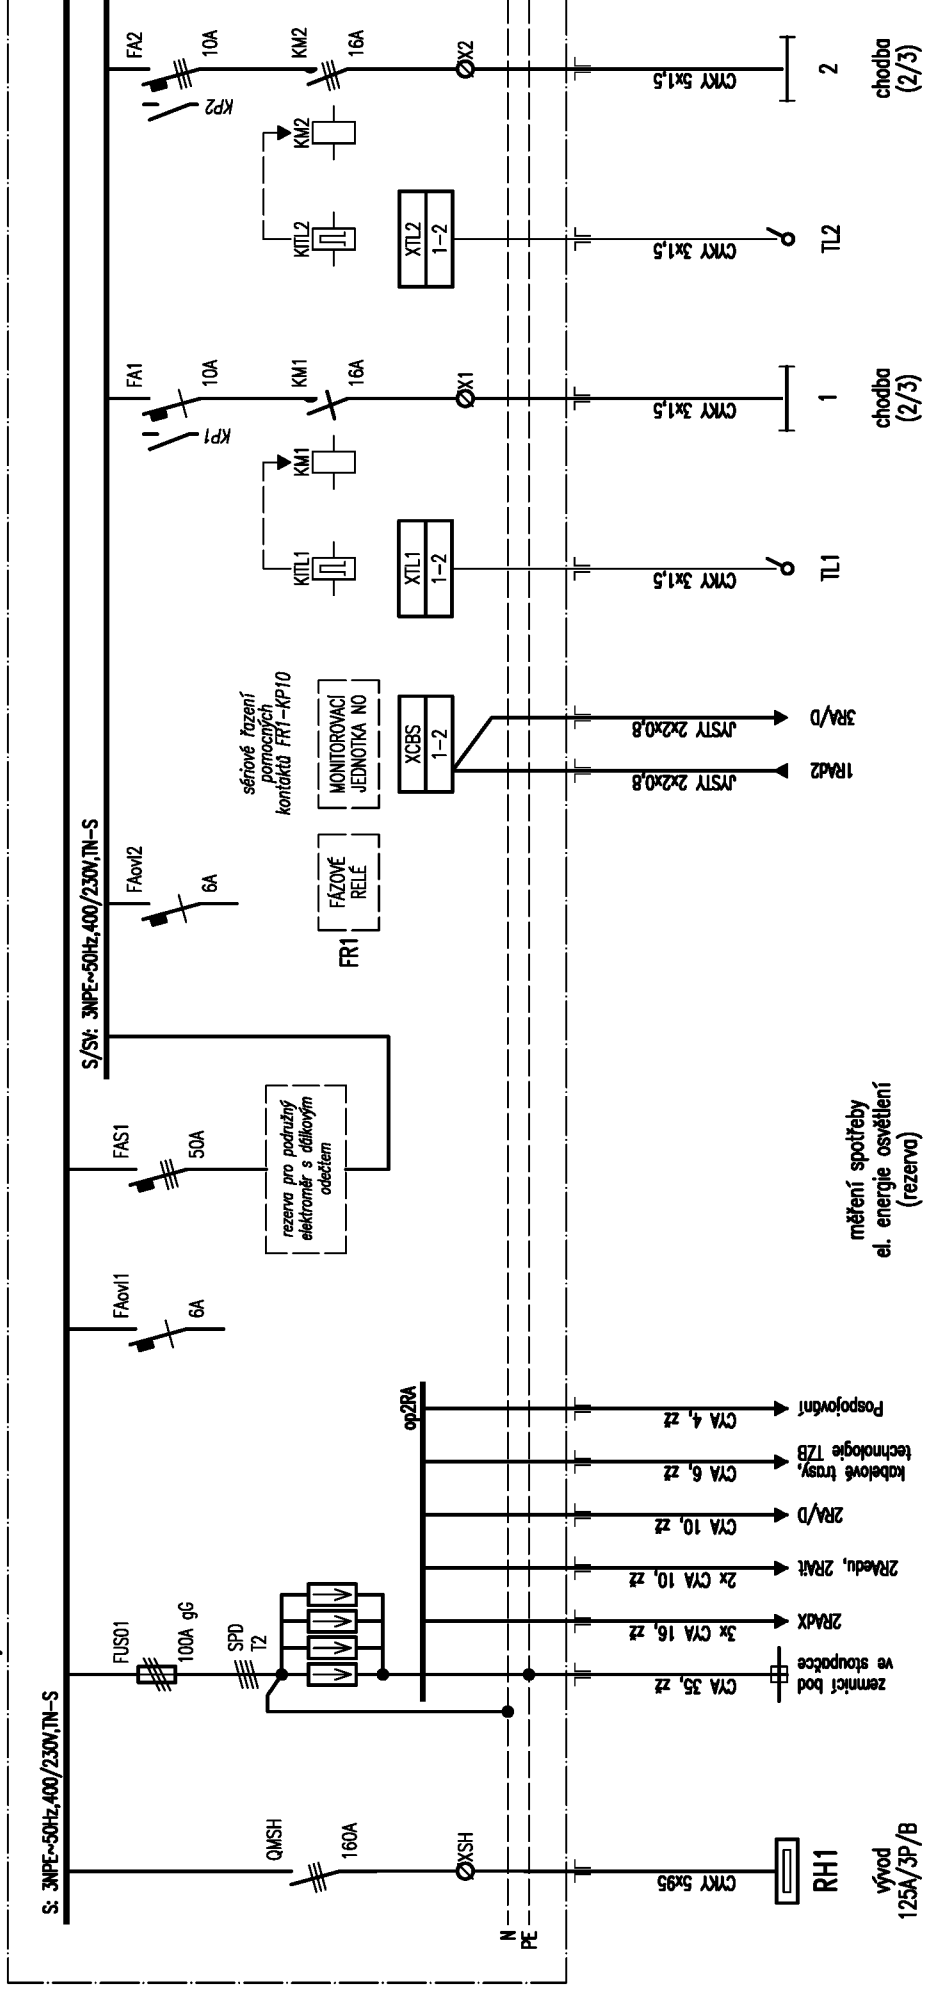 S: 3NPE~50Hz,400/230V,TN-S
QMSH
160A
XSH
CYKY 5x95
RH1
vývod
125A/3P/B
N
PE
FUS01
100A gG
SPD
T2
op2RA
CYA 35, zž
zemnící bod
ve stoupačce
3x CYA 16, zž
2RAdX
2x CYA 10, zž
2RAedu, 2RAit
CYA 10, zž
2RA/D
CYA 6, zž
kabelové trasy,
technologie TZB
CYA 4, zž
Pospojování
FAovl1
6A
FAS1
50A
rezerva pro podružný
elektroměr s dálkovým
odečtem
měření spotřeby
el. energie osvětlení
(rezerva)
S/SV: 3NPE~50Hz,400/230V,TN-S
FAovl2
6A
FR1
FÁZOVÉ
RELÉ
sériové řazení
pomocných
kontaktů FR1-KP10
MONITOROVACÍ
JEDNOTKA NO
XCBS
1-2
JYSTY 2x2x0,8
1RAd2
JYSTY 2x2x0,8
3RA/D
KITL1
XTL1
1-2
CYKY 3x1,5
TL1
KM1
FA1
10A
KP1
KM1
16A
X1
CYKY 3x1,5
1
chodba
(2/3)
KITL2
XTL2
1-2
CYKY 3x1,5
TL2
KM2
FA2
10A
KP2
KM2
16A
X2
CYKY 5x1,5
2
chodba
(2/3)